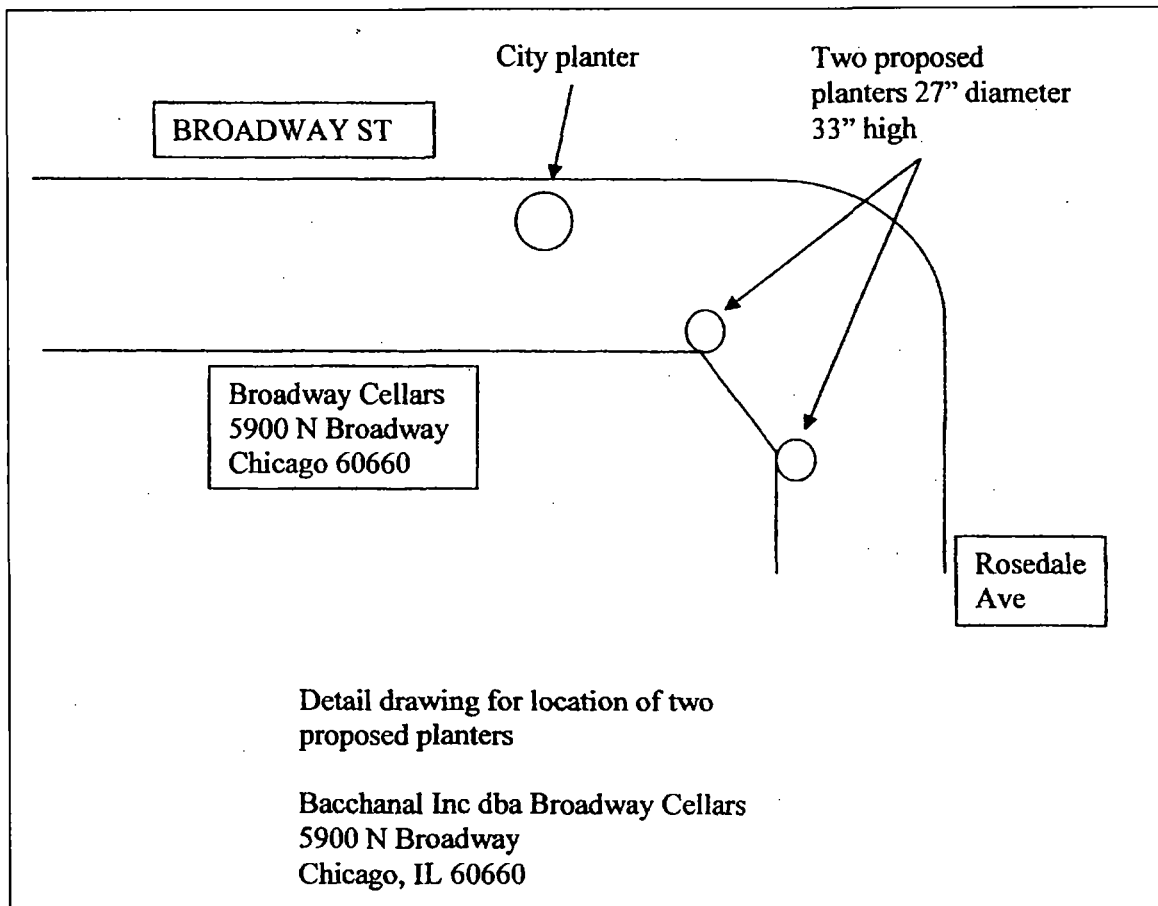 City planter
Two proposed
planters 27” diameter
33” high
BROADWAY ST
Broadway Cellars
5900 N Broadway
Chicago 60660
Rosedale
Ave
Detail drawing for location of two
proposed planters
Bacchanal Inc dba Broadway Cellars
5900 N Broadway
Chicago, IL 60660